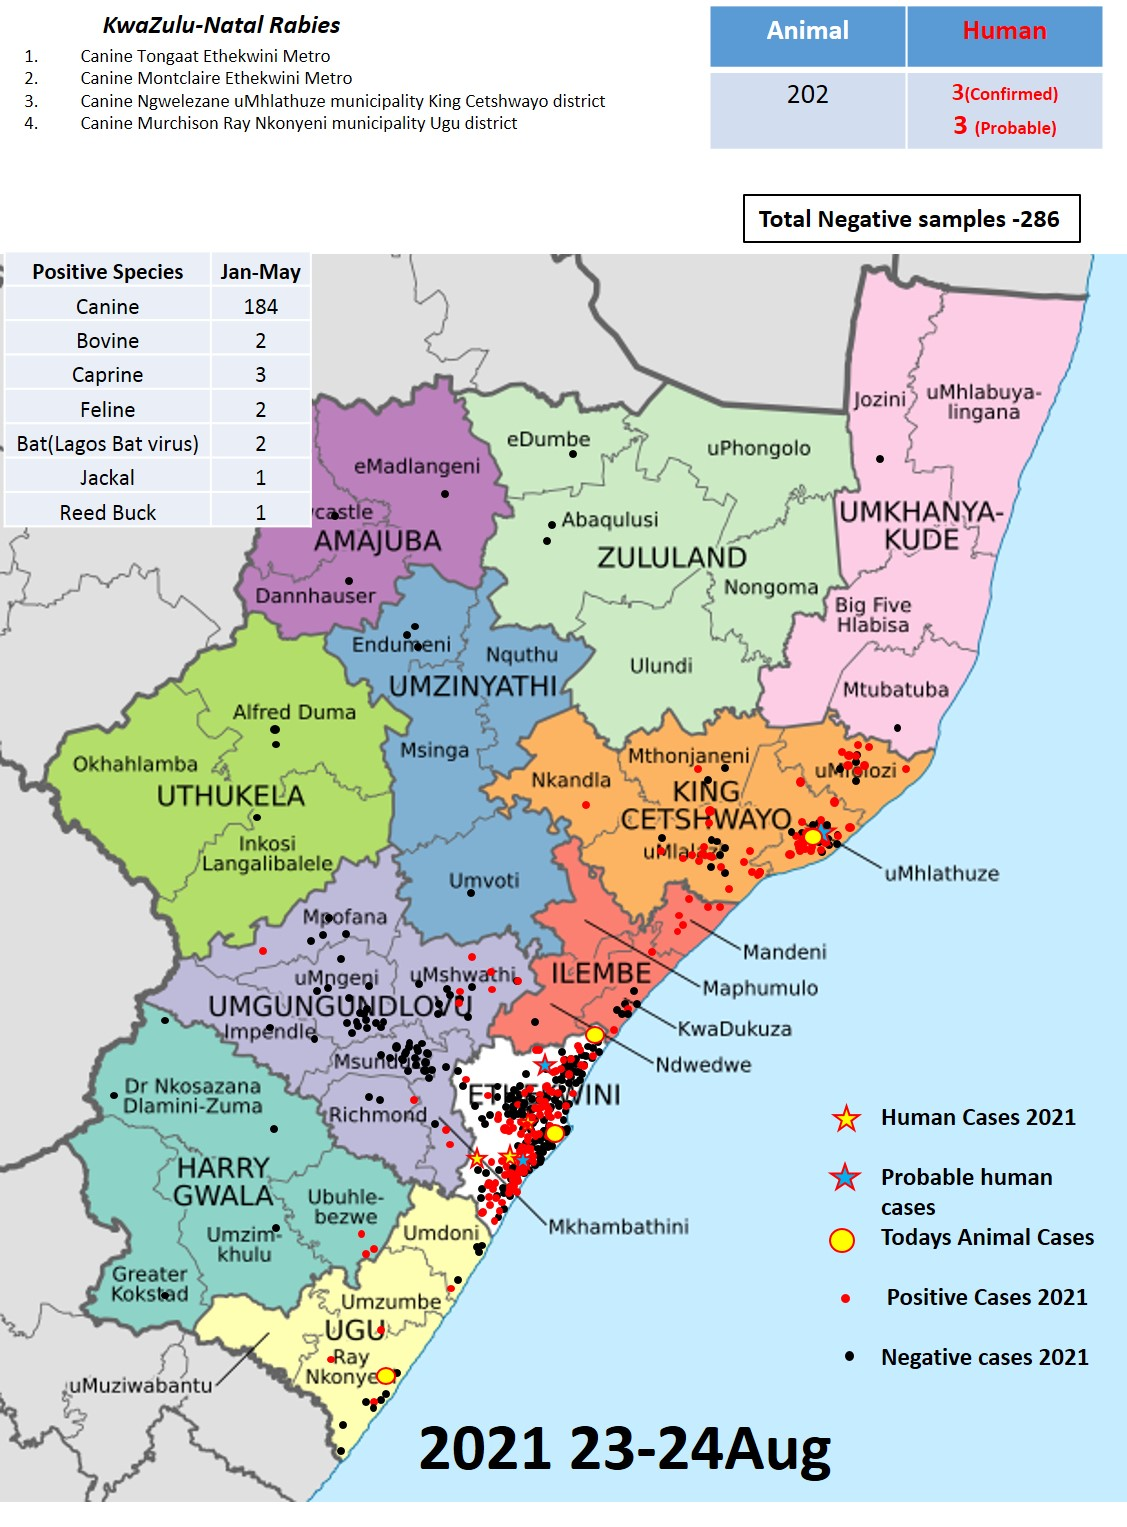 KwaZulu-Natal Rabies
1. Canine Tongaat Ethekwini Metro
2. Canine Montclaire Ethekwini Metro
3. Canine Ngwelezane uMhlathuze municipality King Cetshwayo district
4. Canine Murchison Ray Nkonyeni municipality Ugu district
Animal Human
202 3(Confirmed)
3 (Probable)
Total Negative samples -286
Positive Species Jan-May
Canine 184
Bovine 2
Caprine 3
Feline 2
Bat(Lagos Bat virus) 2
Jackal 1
Reed Buck 1
Jozini
uMhlabuya-
lingana
eDumbe
uPhongolo
eMadlangeni
castle
AMAJUBA
Abaqulusi
UMKHANYA-
KUDE
ZULULAND
Dannhauser
Nongoma
Big Five
Hlabisa
Endumeni
Nquthu
Ulundi
UMZINYATHI
Mtubatuba
Alfred Duma
Msinga
Okhahlamba
Mthonjaneni
uMfolozi
UTHUKELA
Nkandla
KING
CETSHWAYO
Inkosi
Langalibalele
uMlalazi
uMhlathuze
Umvoti
Mpofana
Mandeni
uMngeni
uMshwathi
ILEMBE
Maphumulo
UMGUNGUNDLOVU
Impendle
KwaDukuza
Msunduzi
Ndwedwe
Dr Nkosazana
Dlamini-Zuma
ETHEKWINI
Richmond
Human Cases 2021
HARRY
GWALA
Probable human
cases
Ubuhle-
bezwe
Mkhambathini
Umzim-
khulu
Umdoni
Todays Animal Cases
Greater
Kokstad
Umzumbe
Positive Cases 2021
UGU
Ray
Nkonyeni
Negative cases 2021
uMuziwabantu
2021 23-24Aug